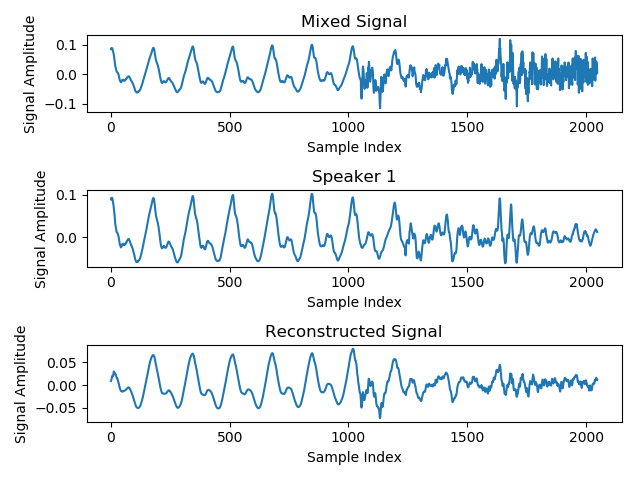 Mixed Signal
Signal Amplitude
0.1
0.0
−0.1
0
500
1000
1500
2000
Sample Index
Speaker 1
Signal Amplitude
0.1
0.0
0
500
1000
1500
2000
Sample Index
Reconstructed Signal
Signal Amplitude
0.05
0.00
−0.05
0
500
1000
1500
2000
Sample Index